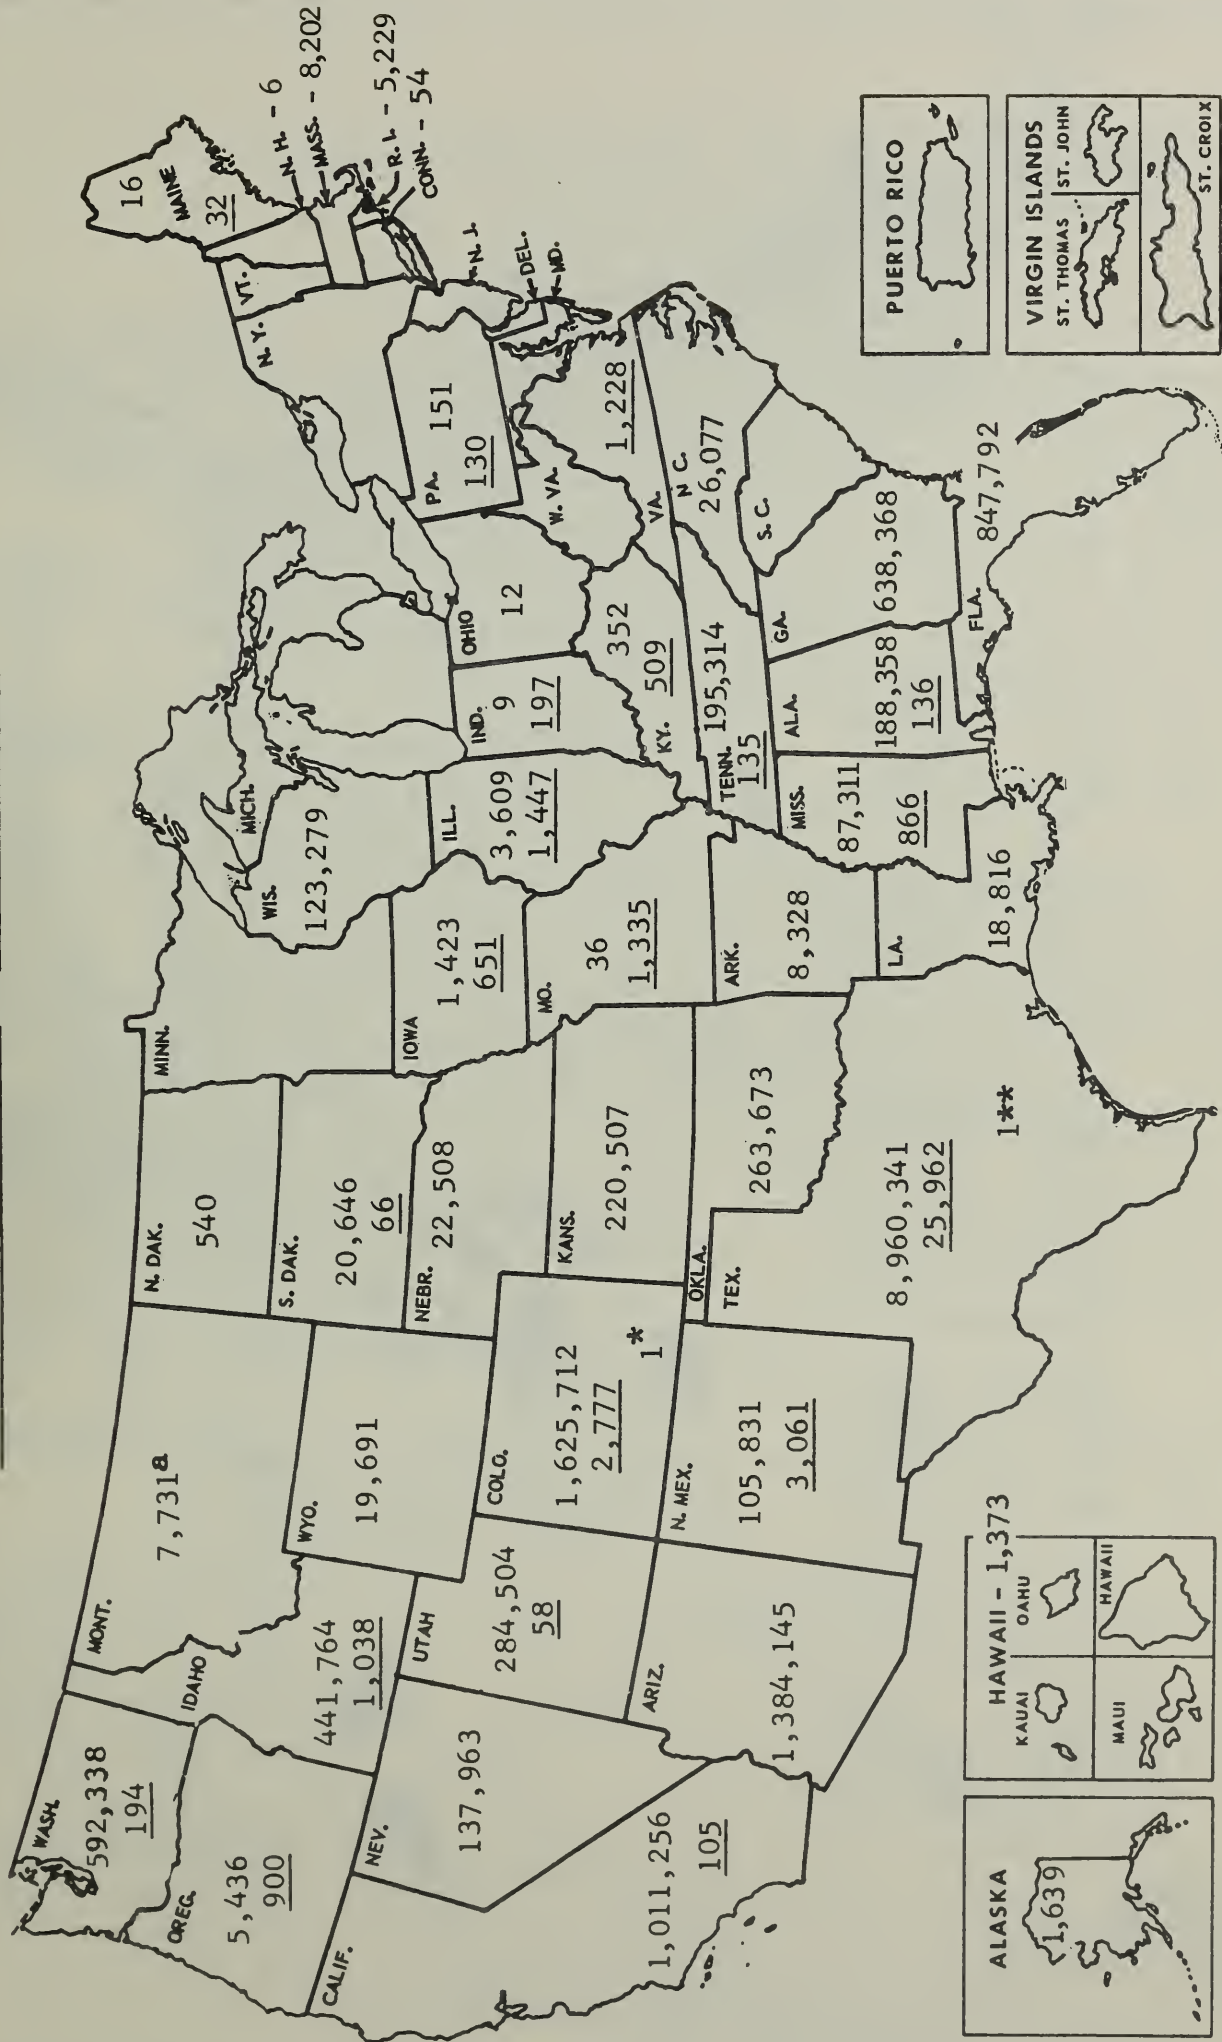 WASH.
592,338
194
OREG.
5,436
900
CALIF.
1,011,256
105
NEV.
137,963
IDAHO
441,764
1,038
MONT.
7,731a
WYO.
19,691
UTAH
284,504
58
COLO.
1,625,712
2,777
1*
ARIZ.
1,384,145
N. MEX.
105,831
3,061
N. DAK.
540
S. DAK.
20,646
66
NEBR.
22,508
KANS.
220,507
OKLA.
263,673
TEX.
8,960,341
25,962
1**
MINN.
IOWA
1,423
651
MO.
36
1,335
ARK.
8,328
LA.
18,816
WIS.
123,279
MICH.
ILL.
3,609
1,447
IND.
9
197
OHIO
12
KY.
352
509
TENN.
195,314
135
MISS.
87,311
866
ALA.
188,358
136
GA.
638,368
FLA.
847,792
S. C.
N C.
26,077
VA.
1,228
W. VA.
PA.
151
130
N. Y.
VT.
MAINE
16
32
N. H. - 6
MASS. - 8,202
R. I. - 5,229
CONN. - 54
N. J.
DEL.
MD.
ALASKA
1,639
HAWAII - 1,373
KAUAI
OAHU
MAUI
HAWAII
PUERTO RICO
VIRGIN ISLANDS
ST. THOMAS
ST. JOHN
ST. CROIX